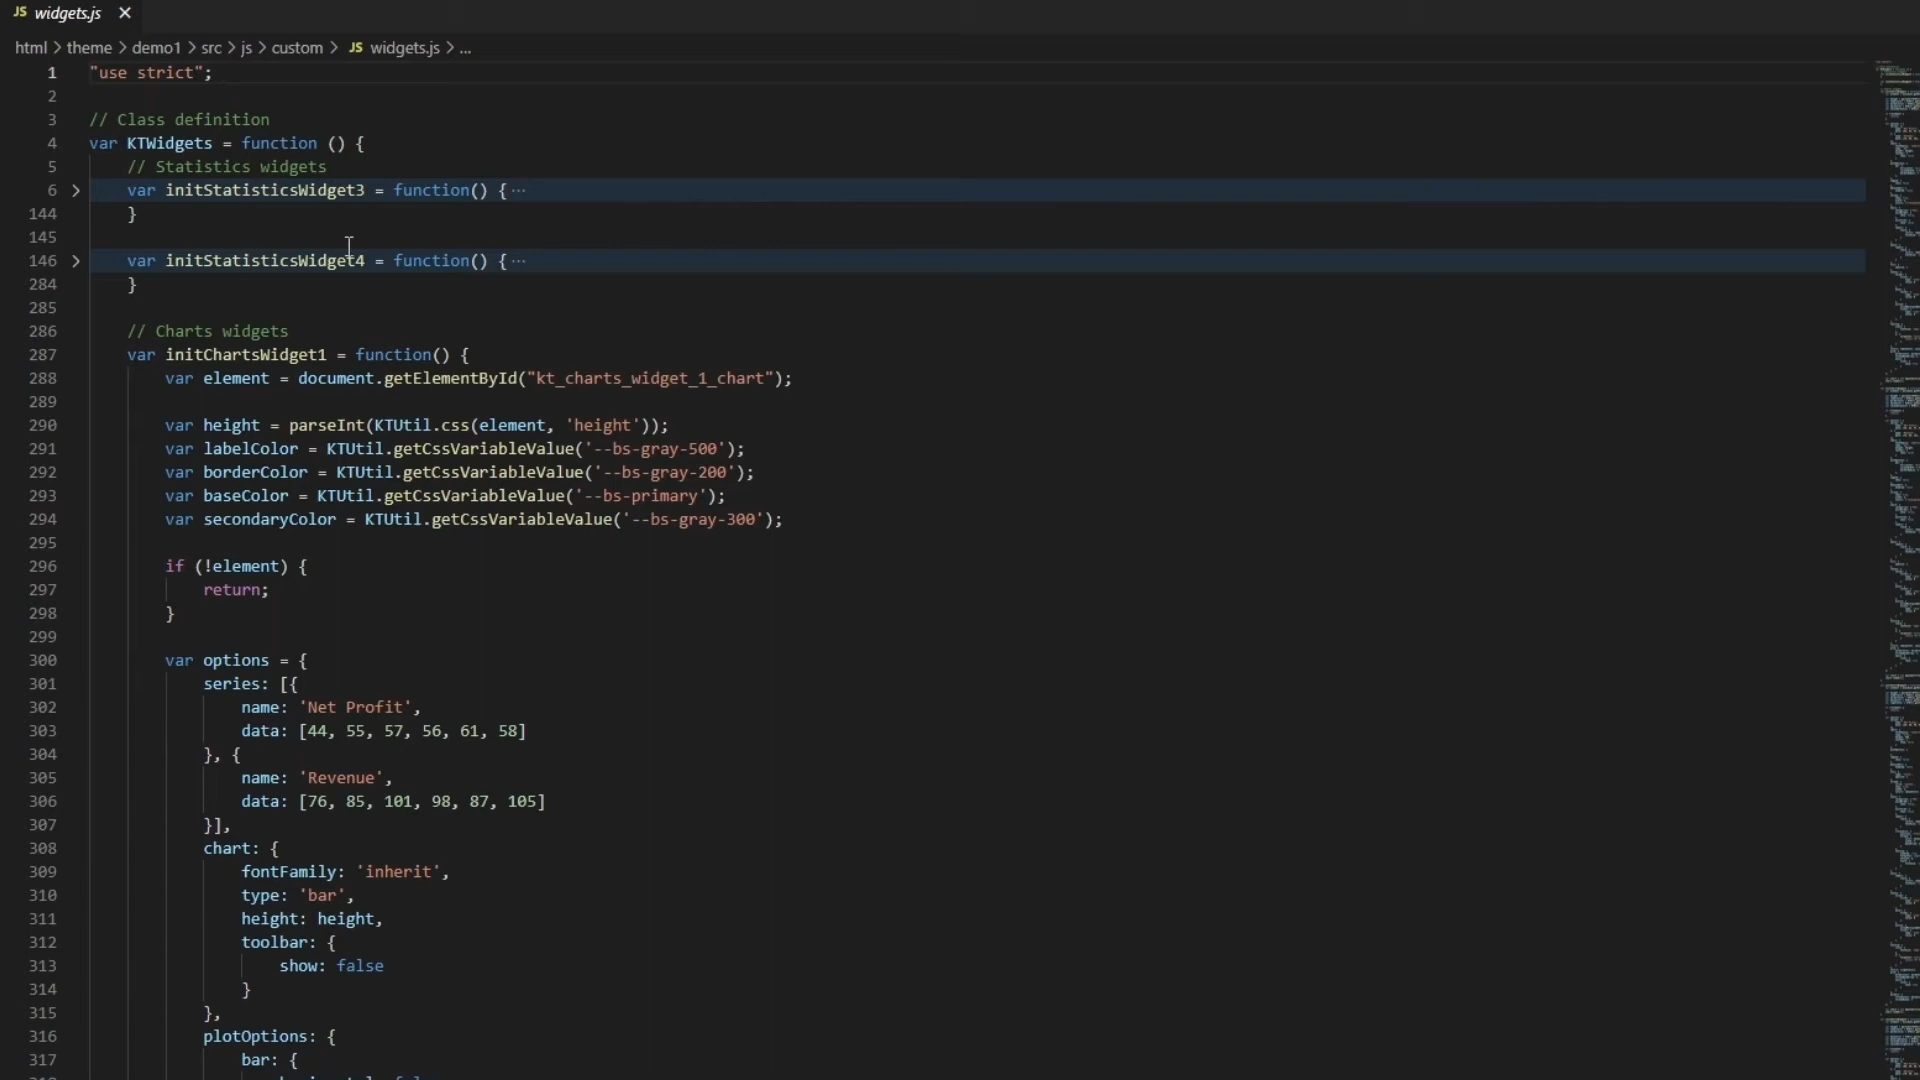 JS widgets.js ×
html > theme > demo1 > src > js > custom > JS widgets.js > ...
1 "use strict";
2
3 // Class definition
4 var KTWidgets = function () {
5 // Statistics widgets
6 > var initStatisticsWidget3 = function() { ···
144 }
145
146 > var initStatisticsWidget4 = function() { ···
284 }
285
286 // Charts widgets
287 var initChartsWidget1 = function() {
288 var element = document.getElementById("kt_charts_widget_1_chart");
289
290 var height = parseInt(KTUtil.css(element, 'height'));
291 var labelColor = KTUtil.getCssVariableValue('--bs-gray-500');
292 var borderColor = KTUtil.getCssVariableValue('--bs-gray-200');
293 var baseColor = KTUtil.getCssVariableValue('--bs-primary');
294 var secondaryColor = KTUtil.getCssVariableValue('--bs-gray-300');
295
296 if (!element) {
297 return;
298 }
299
300 var options = {
301 series: [{
302 name: 'Net Profit',
303 data: [44, 55, 57, 56, 61, 58]
304 }, {
305 name: 'Revenue',
306 data: [76, 85, 101, 98, 87, 105]
307 }],
308 chart: {
309 fontFamily: 'inherit',
310 type: 'bar',
311 height: height,
312 toolbar: {
313 show: false
314 }
315 },
316 plotOptions: {
317 bar: {